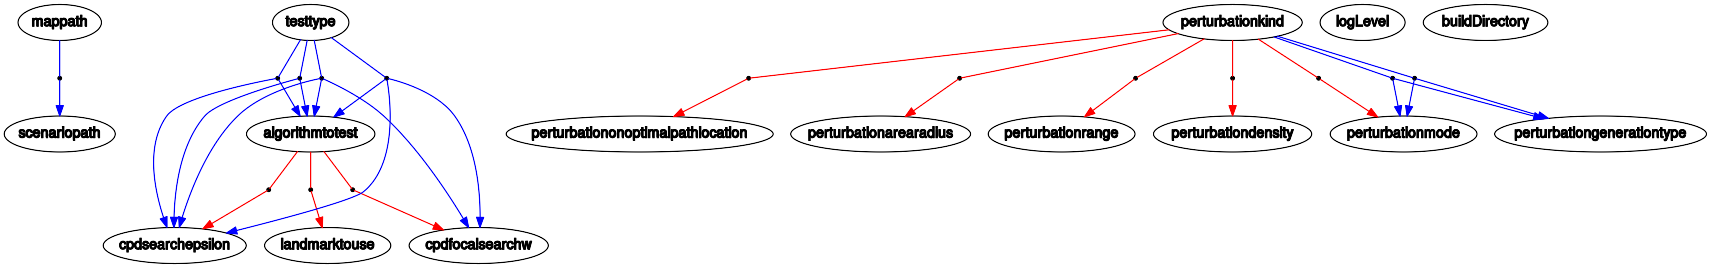 mappath
testtype
perturbationkind
logLevel
buildDirectory
scenariopath
algorithmtotest
perturbationonoptimalpathlocation
perturbationarearadius
perturbationrange
perturbationdensity
perturbationmode
perturbationgenerationtype
cpdsearchepsilon
landmarktouse
cpdfocalsearchw